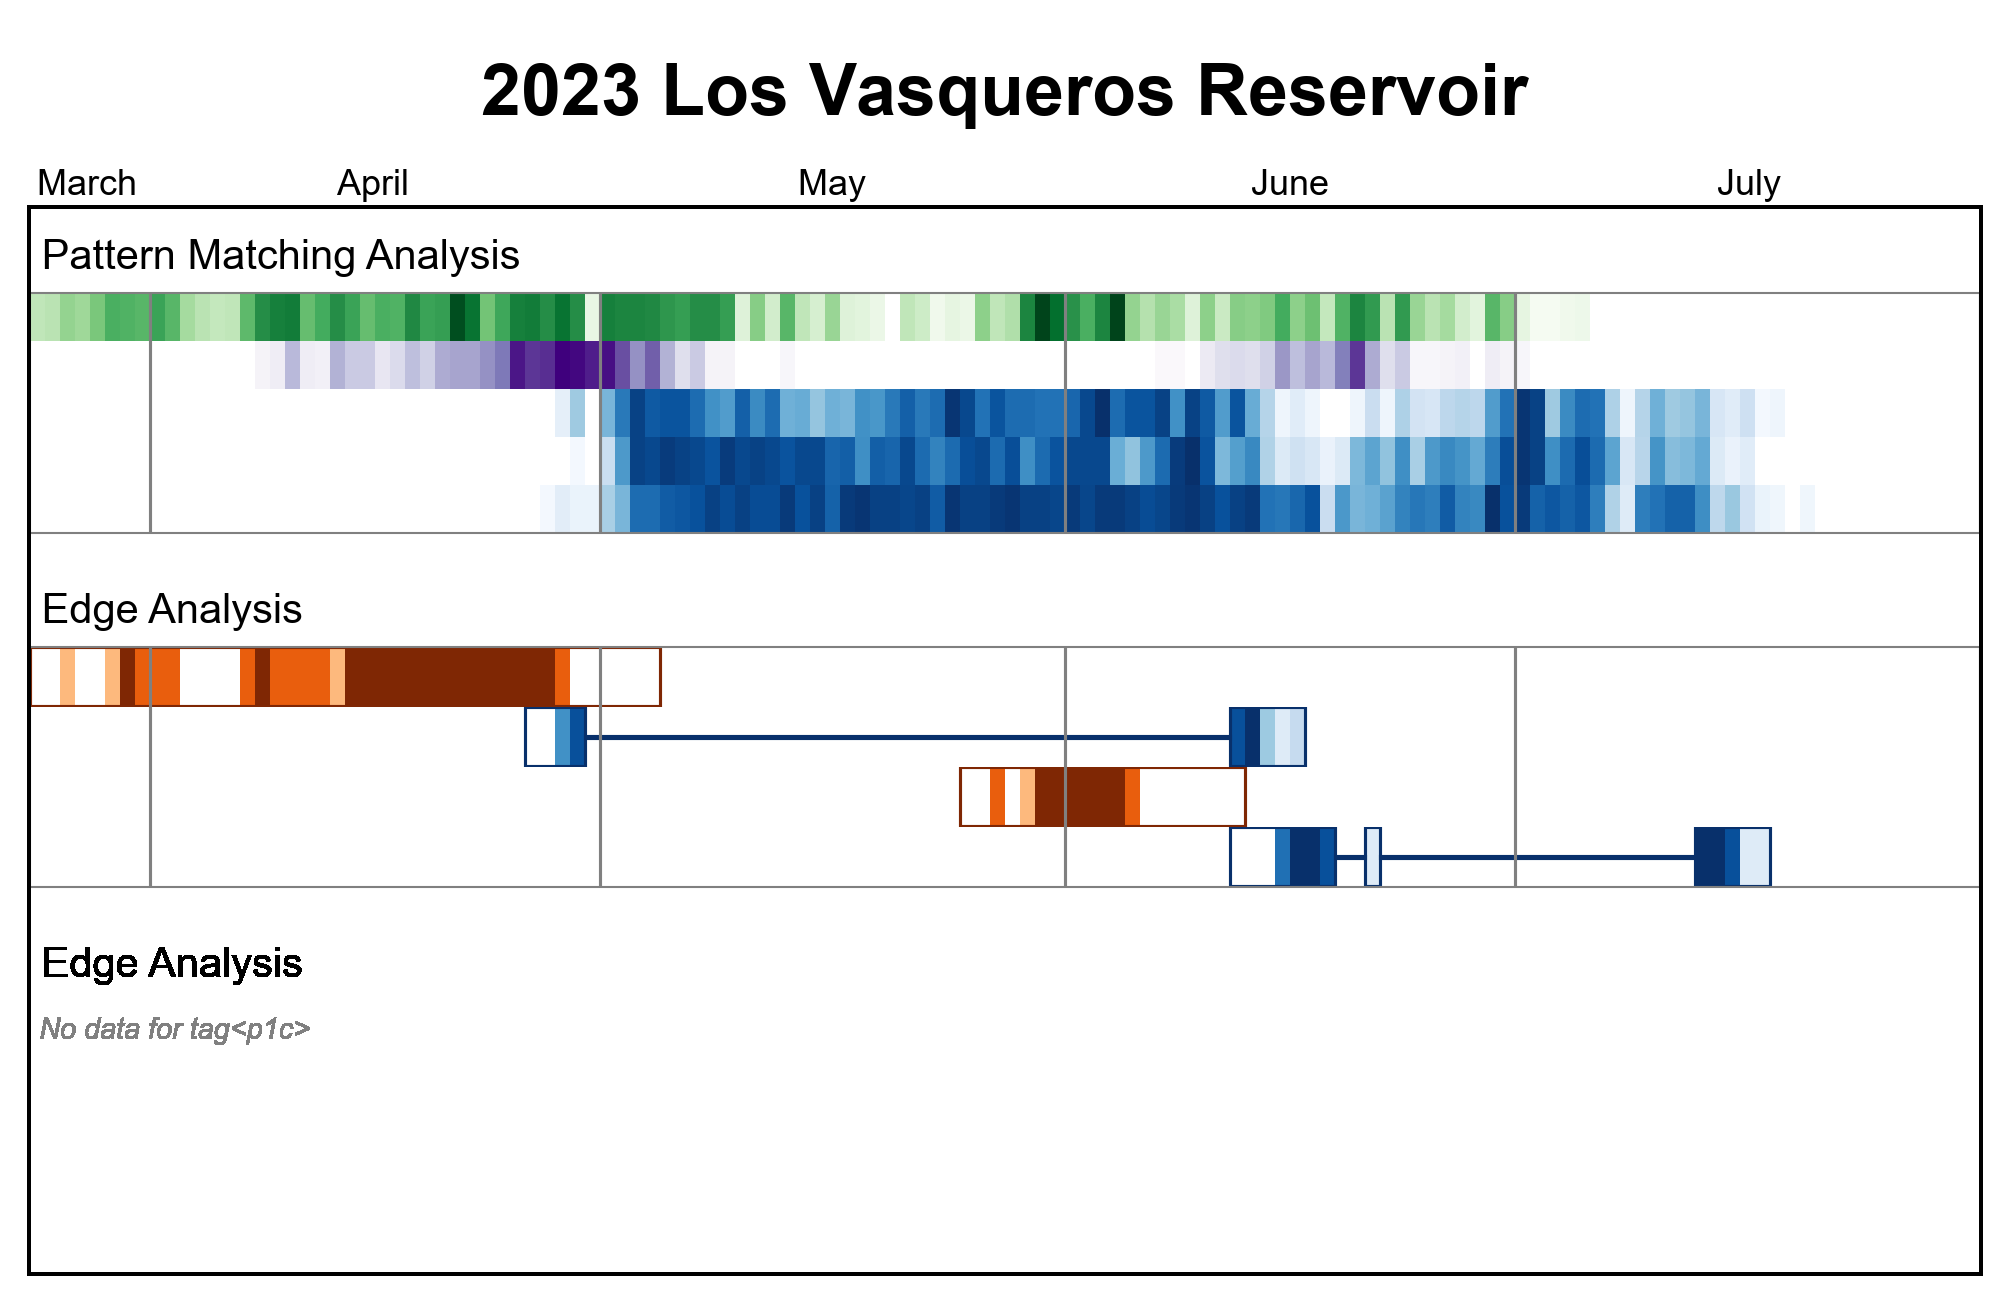 2023 Los Vasqueros Reservoir
March April May June July
Pattern Matching Analysis
Edge Analysis
Edge Analysis
No data for tag<p1c>